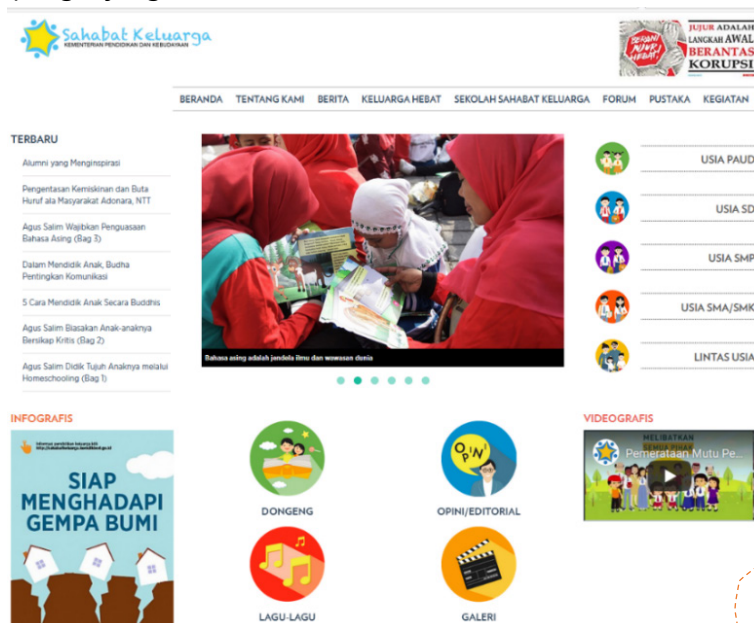 Sahabat Keluarga
KEMENTERIAN PENDIDIKAN DAN KEBUDAYAAN
BERANI
JUJUR
HEBAT!
JUJUR ADALAH
LANGKAH AWAL
BERANTAS
KORUPSI
BERANDA TENTANG KAMI BERITA KELUARGA HEBAT SEKOLAH SAHABAT KELUARGA FORUM PUSTAKA KEGIATAN
TERBARU
Alumni yang Menginspirasi
Pengentasan Kemiskinan dan Buta
Huruf ala Masyarakat Adonara, NTT
Agus Salim Wajibkan Penguasaan
Bahasa Asing (Bag 3)
Dalam Mendidik Anak, Budha
Pentingkan Komunikasi
5 Cara Mendidik Anak Secara Buddhis
Agus Salim Biasakan Anak-anaknya
Bersikap Kritis (Bag 2)
Agus Salim Didik Tujuh Anaknya melalui
Homeschooling (Bag 1)
Bahasa asing adalah jendela ilmu dan wawasan dunia
USIA PAUD
USIA SD
USIA SMP
USIA SMA/SMK
LINTAS USIA
INFOGRAFIS
SIAP
MENGHADAPI
GEMPA BUMI
DONGENG
OPINI
OPINI/EDITORIAL
LAGU-LAGU
GALERI
VIDEOGRAFIS
MELIBATKAN
SEMUA PIHAK
Pemerataan Mutu Pe...